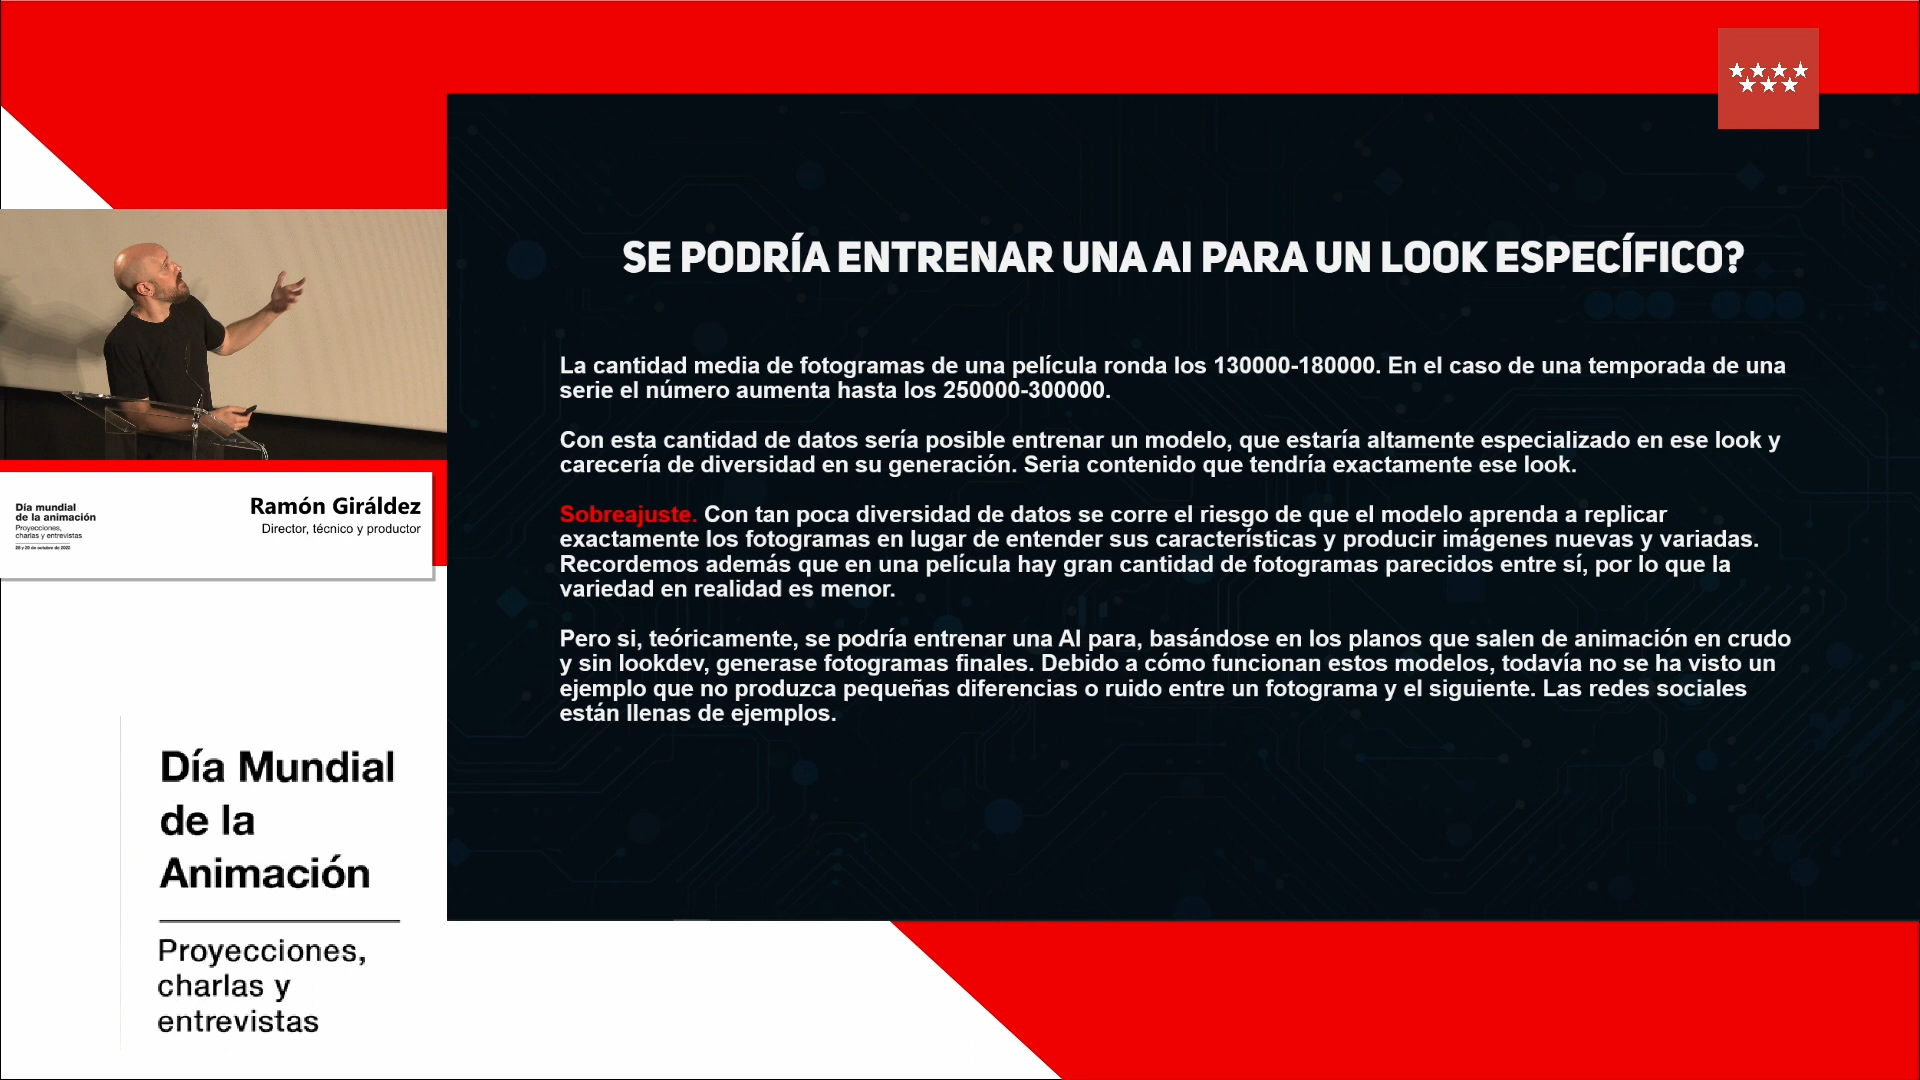 SE PODRÍA ENTRENAR UNA AI PARA UN LOOK ESPECÍFICO?
La cantidad media de fotogramas de una película ronda los 130000-180000. En el caso de una temporada de una
serie el número aumenta hasta los 250000-300000.
Con esta cantidad de datos sería posible entrenar un modelo, que estaría altamente especializado en ese look y
carecería de diversidad en su generación. Seria contenido que tendría exactamente ese look.
Sobreajuste. Con tan poca diversidad de datos se corre el riesgo de que el modelo aprenda a replicar
exactamente los fotogramas en lugar de entender sus características y producir imágenes nuevas y variadas.
Recordemos además que en una película hay gran cantidad de fotogramas parecidos entre sí, por lo que la
variedad en realidad es menor.
Pero si, teóricamente, se podría entrenar una AI para, basándose en los planos que salen de animación en crudo
y sin lookdev, generase fotogramas finales. Debido a cómo funcionan estos modelos, todavía no se ha visto un
ejemplo que no produzca pequeñas diferencias o ruido entre un fotograma y el siguiente. Las redes sociales
están llenas de ejemplos.
Día mundial
de la animación
Proyecciones,
charlas y entrevistas
Ramón Giráldez
Director, técnico y productor
Día Mundial
de la
Animación
Proyecciones,
charlas y
entrevistas